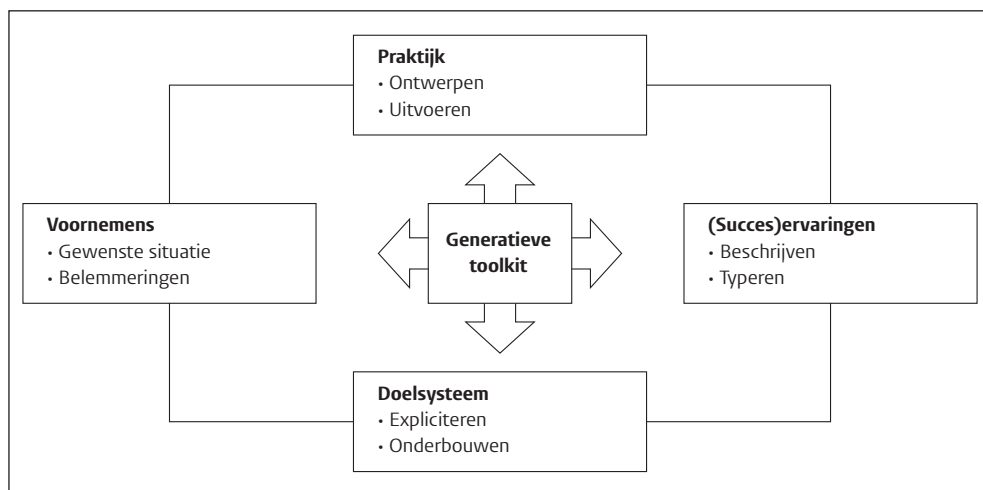 Praktijk
• Ontwerpen
• Uitvoeren
Voornemens
• Gewenste situatie
• Belemmeringen
Generatieve
toolkit
(Succes)ervaringen
• Beschrijven
• Typeren
Doelsysteem
• Expliciteren
• Onderbouwen